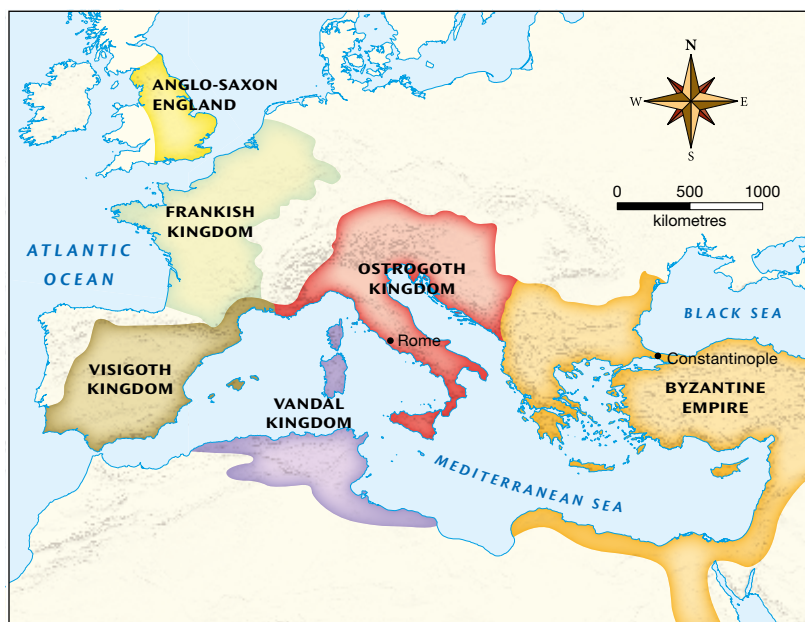 ANGLO-SAXON
ENGLAND
N
W
E
S
0 500 1000
kilometres
FRANKISH
KINGDOM
ATLANTIC
OCEAN
OSTROGOTH
KINGDOM
BLACK SEA
Rome
Constantinople
VISIGOTH
KINGDOM
BYZANTINE
EMPIRE
VANDAL
KINGDOM
MEDITERRANEAN SEA